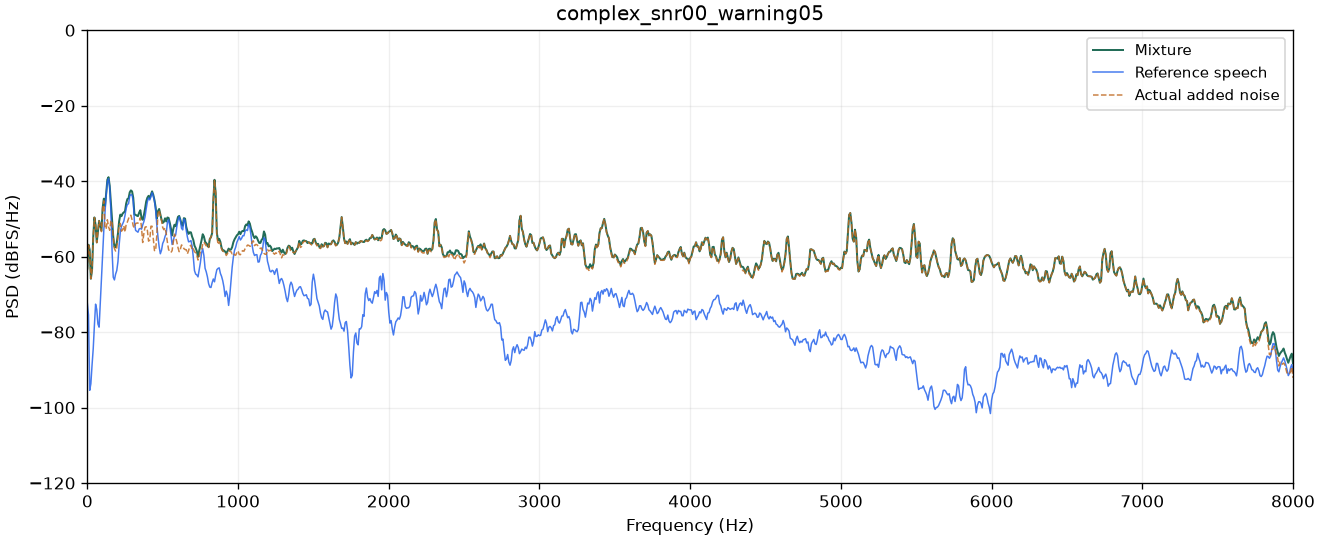 complex_snr00_warning05
Mixture
Reference speech
Actual added noise
PSD (dBFS/Hz)
0
−20
−40
−60
−80
−100
−120
0 1000 2000 3000 4000 5000 6000 7000 8000
Frequency (Hz)